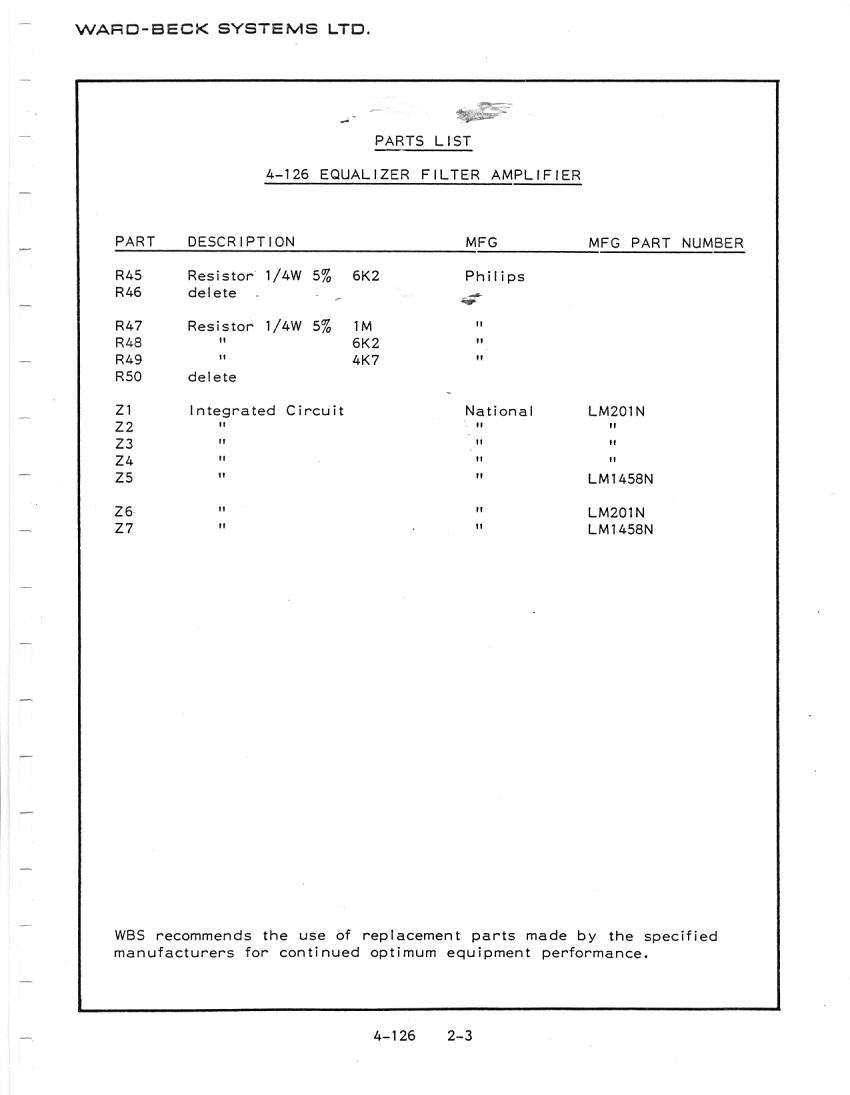 WARD-BECK SYSTEMS LTD.
PARTS LIST
4-126 EQUALIZER FILTER AMPLIFIER
PART DESCRIPTION MFG MFG PART NUMBER
R45 Resistor 1/4W 5% 6K2 Philips
R46 delete
R47 Resistor 1/4W 5% 1M "
R48 " 6K2 "
R49 " 4K7 "
R50 delete
Z1 Integrated Circuit National LM201N
Z2 " " "
Z3 " " "
Z4 " " "
Z5 " " LM1458N
Z6 " " LM201N
Z7 " " LM1458N
WBS recommends the use of replacement parts made by the specified
manufacturers for continued optimum equipment performance.
4-126 2-3